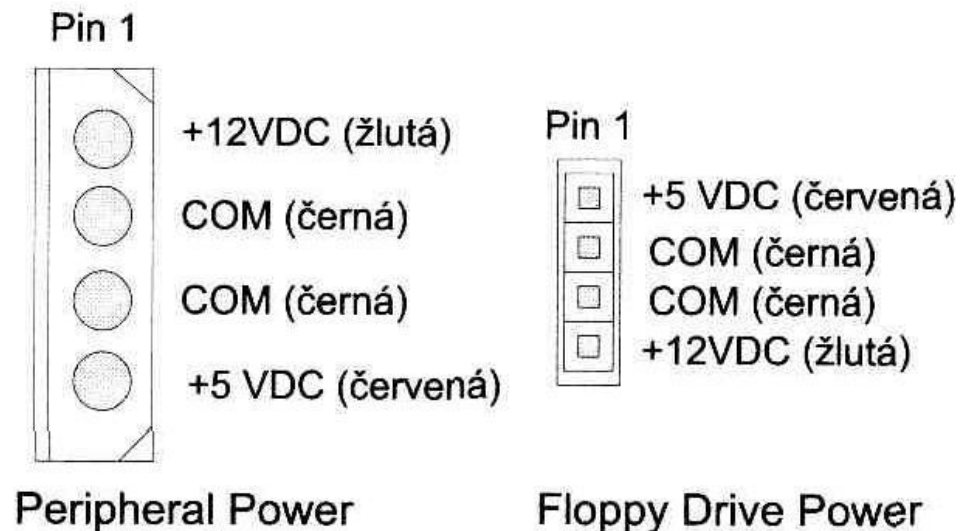 Pin 1
+12VDC (žlutá)
COM (černá)
COM (černá)
+5 VDC (červená)
Peripheral Power
Pin 1
+5 VDC (červená)
COM (černá)
COM (černá)
+12VDC (žlutá)
Floppy Drive Power